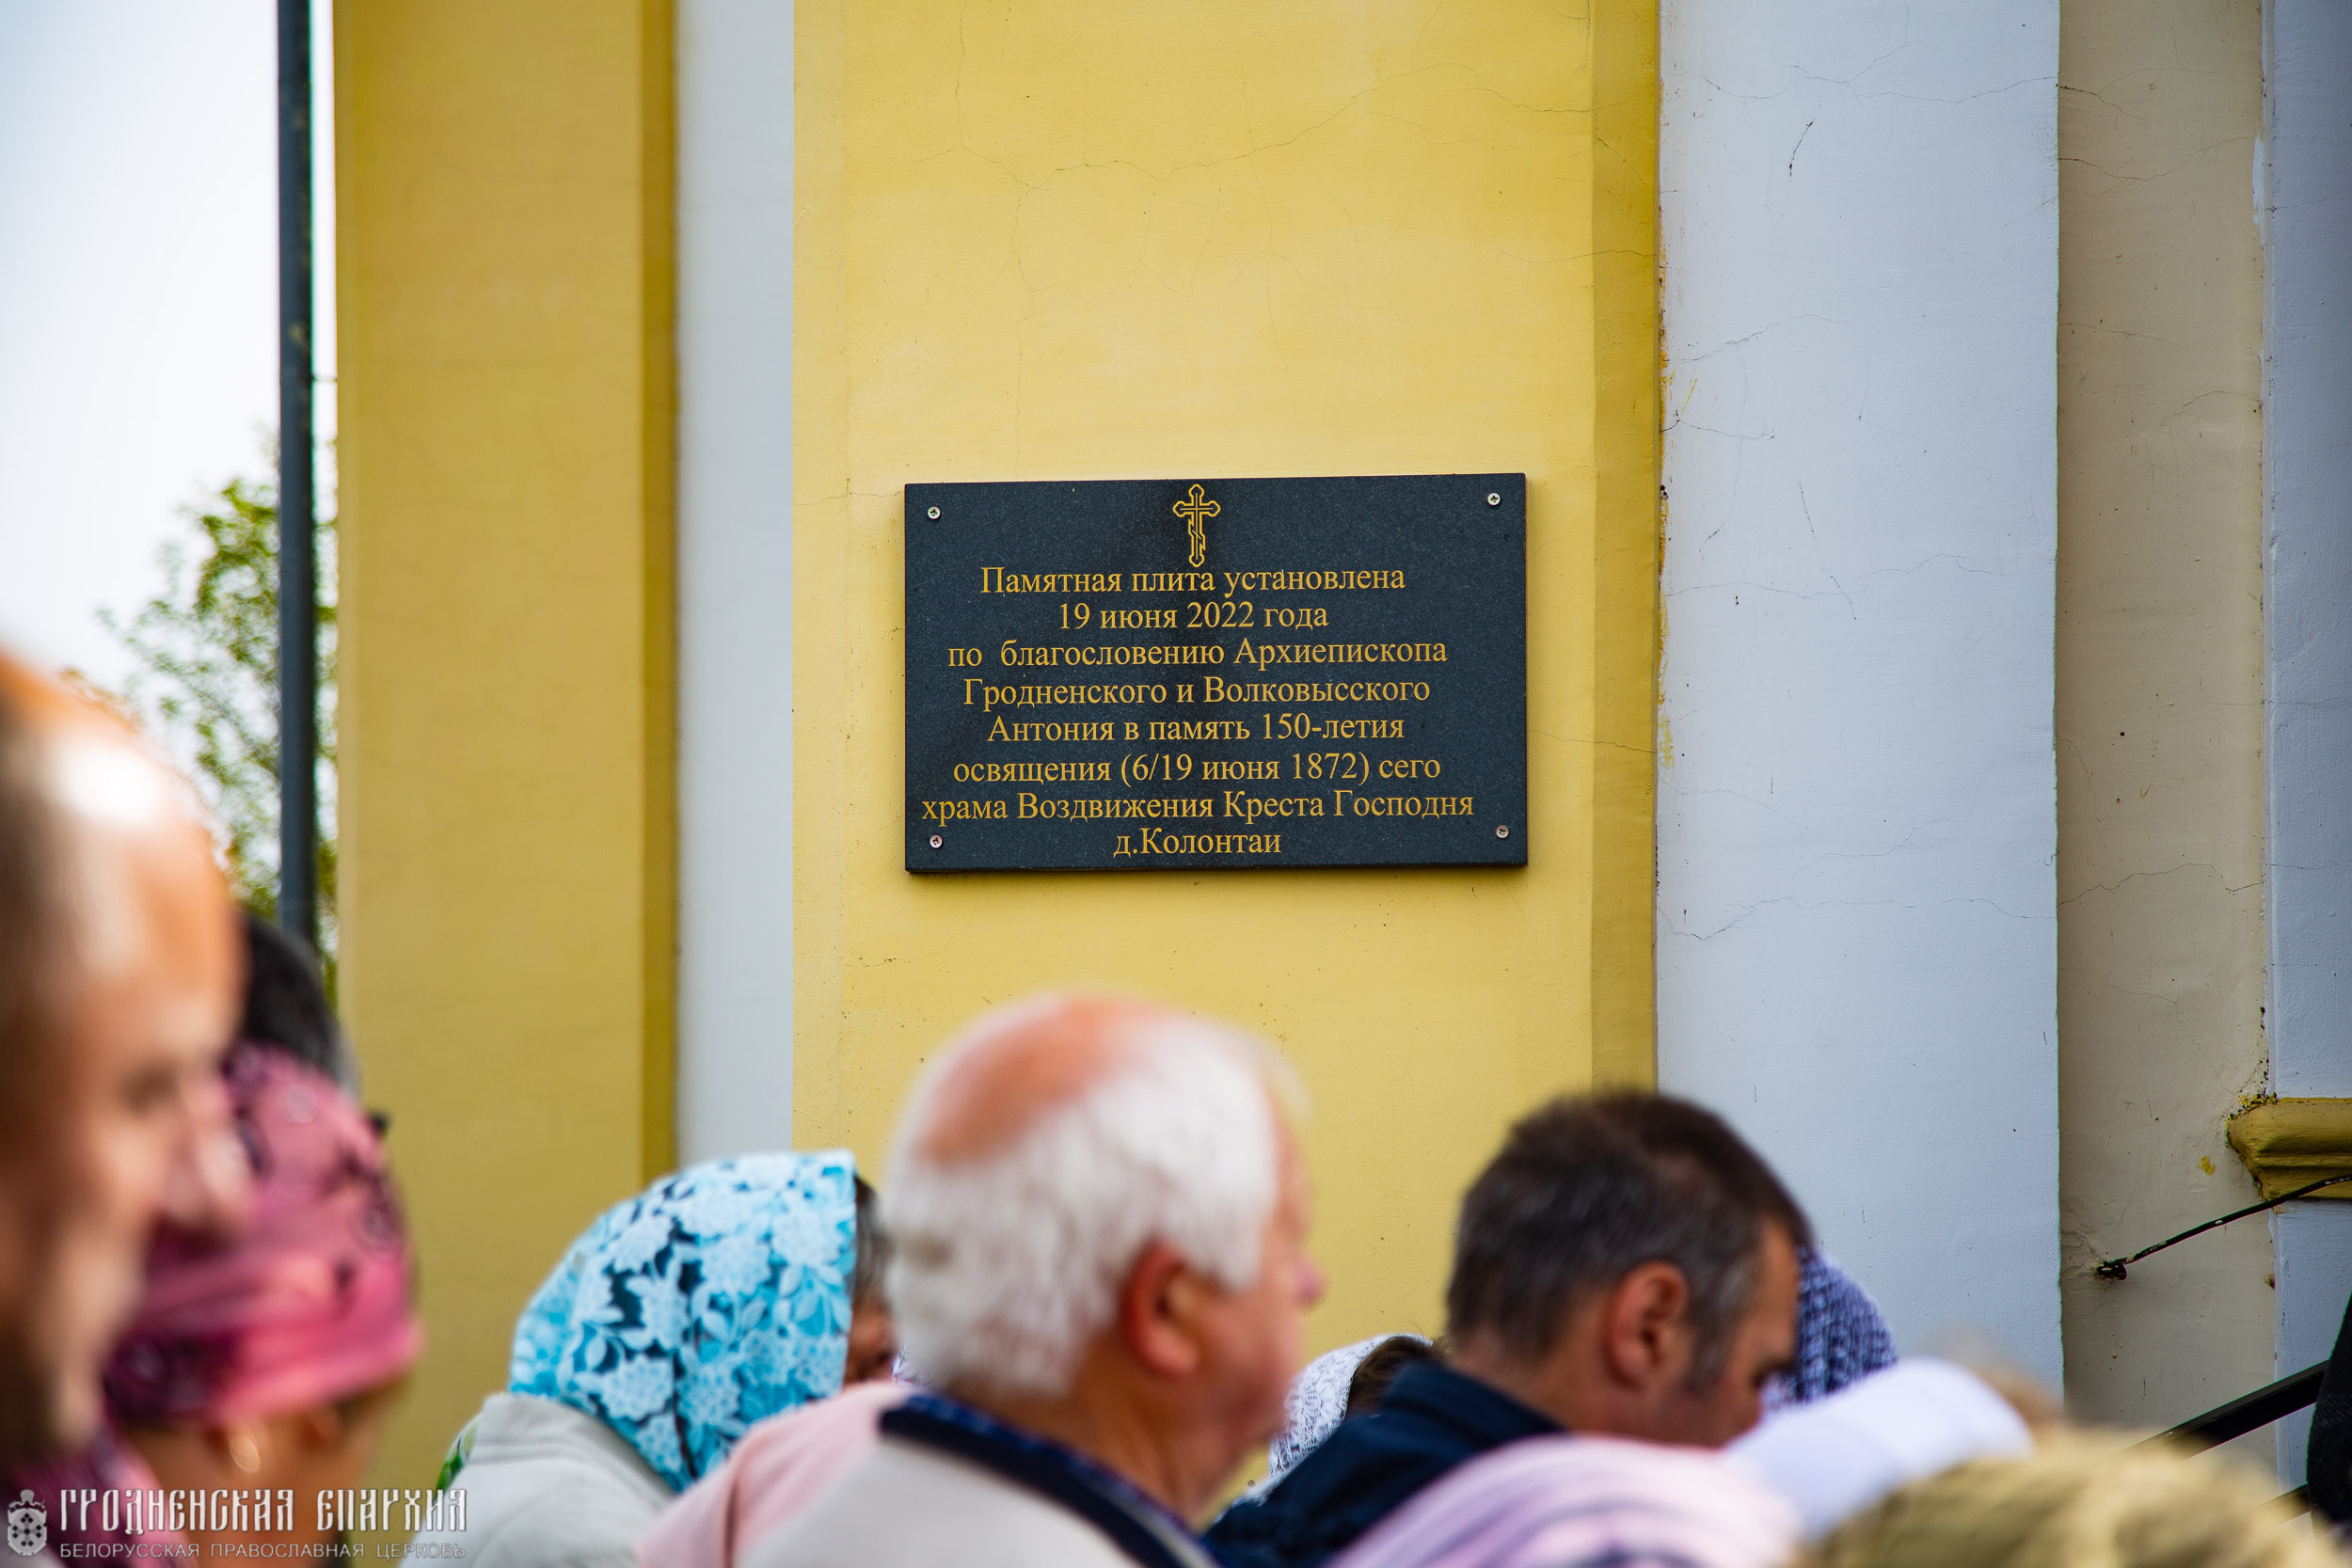 Памятная плита установлена
19 июня 2022 года
по благословению Архиепископа
Гродненского и Волковысского
Антония в память 150-летия
освящения (6/19 июня 1872) сего
храма Воздвижения Креста Господня
д.Колонтаи
ГРОДНЕНСКАЯ ЕПАРХИЯ
БЕЛОРУССКАЯ ПРАВОСЛАВНАЯ ЦЕРКОВЬ